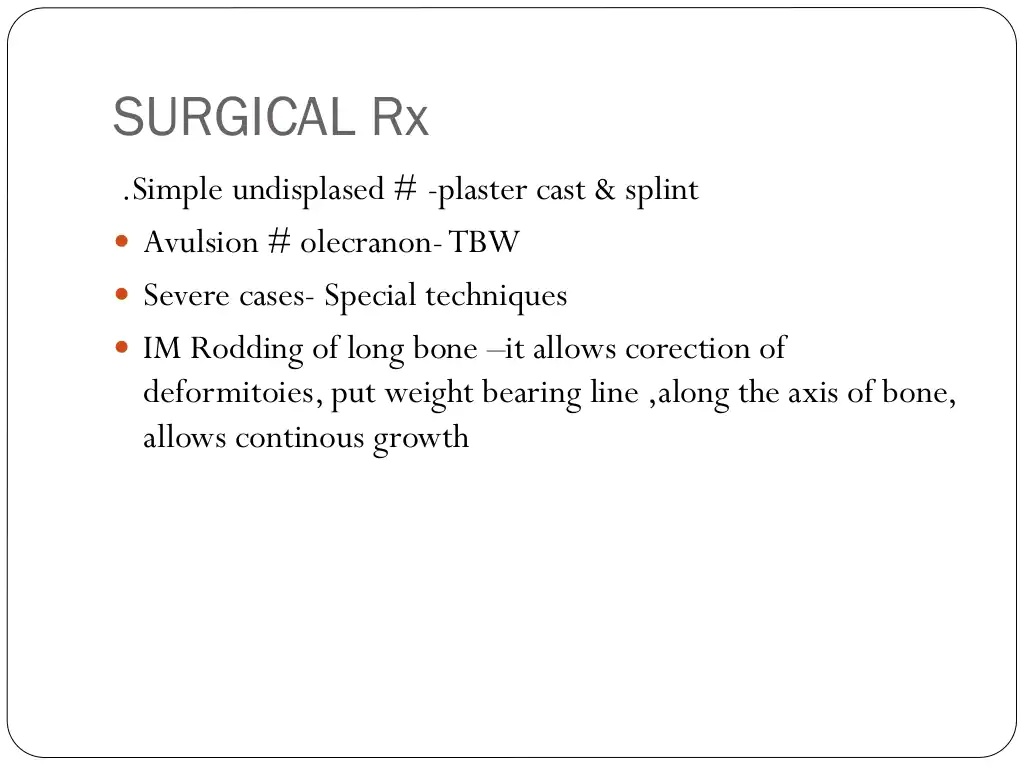 SURGICAL Rx
.Simple undisplased # -plaster cast & splint
• Avulsion # olecranon- TBW
• Severe cases- Special techniques
• IM Rodding of long bone –it allows corection of
deformitoies, put weight bearing line ,along the axis of bone,
allows continous growth